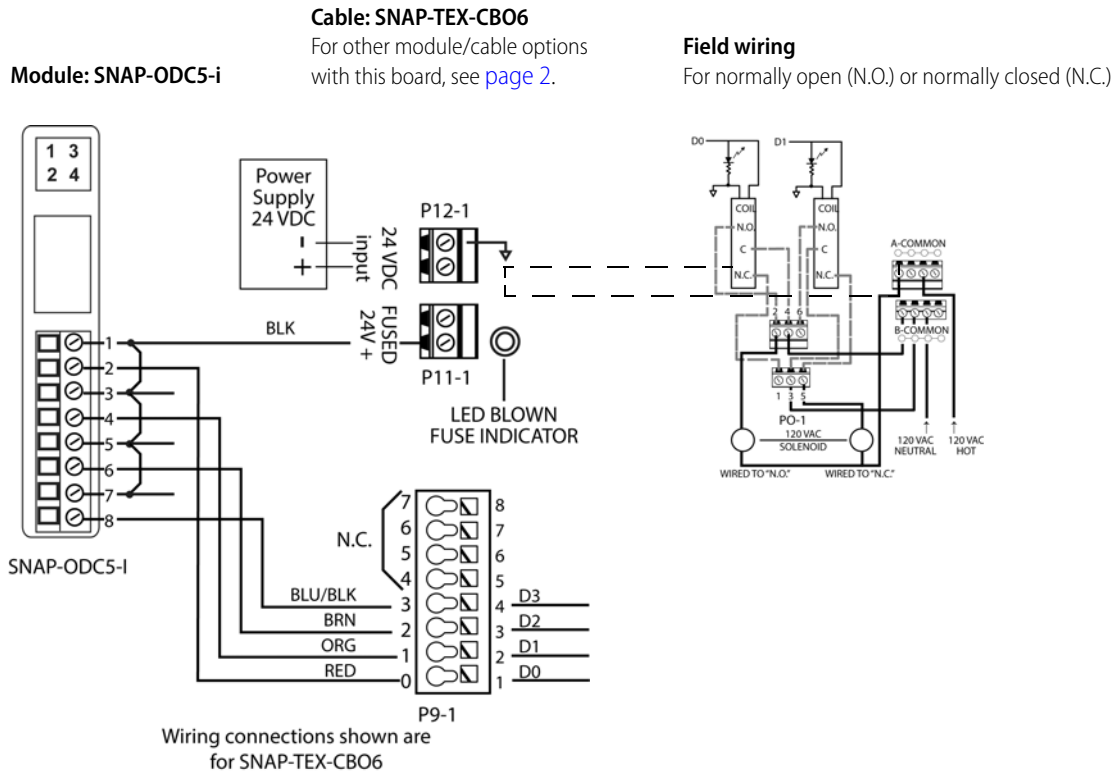 Cable: SNAP-TEX-CBO6
For other module/cable options
with this board, see page 2.
Module: SNAP-ODC5-i
Field wiring
For normally open (N.O.) or normally closed (N.C.)
1 3
2 4
Power
Supply
24 VDC
-
+
24 VDC
input
P12-1
FUSED
24V +
P11-1
BLK
LED BLOWN
FUSE INDICATOR
1
2
3
4
5
6
7
8
SNAP-ODC5-I
N.C.
7
6
5
4
3
2
1
0
8
7
6
5
4
3
2
1
BLU/BLK
BRN
ORG
RED
D3
D2
D1
D0
P9-1
Wiring connections shown are
for SNAP-TEX-CBO6
D0
D1
COIL
N.O.
C
N.C.
COIL
N.O.
C
N.C.
A-COMMON
B-COMMON
2 4 6
1 3 5
PO-1
120 VAC
SOLENOID
WIRED TO "N.O."
WIRED TO "N.C."
120 VAC
NEUTRAL
120 VAC
HOT